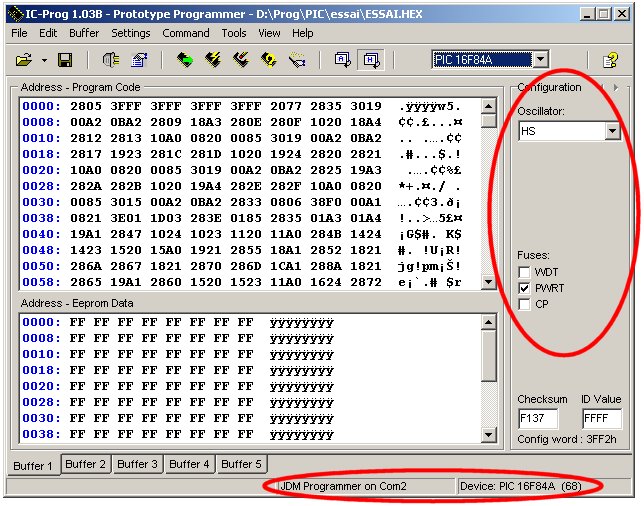 IC-Prog 1.03B - Prototype Programmer - D:\Prog\PIC\essai\ESSAI.HEX
File Edit Buffer Settings Command Tools View Help
PIC 16F84A
Address - Program Code
0000: 2805 3FFF 3FFF 3FFF 3FFF 2077 2835 3019 .ÿÿÿÿw5.
0008: 00A2 0BA2 2809 18A3 280E 280F 1020 18A4 ¢¢.£...¤
0010: 2812 2813 10A0 0820 0085 3019 00A2 0BA2 .. ....¢¢
0018: 2817 1923 281C 281D 1020 1924 2820 2821 .#...$.!
0020: 10A0 0820 0085 3019 00A2 0BA2 2825 19A3 ....¢¢%£
0028: 282A 282B 1020 19A4 282E 282F 10A0 0820 *+.¤./ .
0030: 0085 3015 00A2 0BA2 2833 0806 38F0 00A1 ….¢¢3.ð¡
0038: 0821 3E01 1D03 283E 0185 2835 01A3 01A4 !..>…5£¤
0040: 19A1 2847 1024 1023 1120 11A0 284B 1424 ¡G$#. K$
0048: 1423 1520 15A0 1921 2855 18A1 2852 1821 #. !U¡R!
0050: 286A 2867 1821 2870 286D 1CA1 288A 1821 jg!pm¡Š!
0058: 2865 19A1 2860 1520 1523 11A0 1624 2872 e¡`.# $r
Address - Eeprom Data
0000: FF FF FF FF FF FF FF FF ÿÿÿÿÿÿÿÿ
0008: FF FF FF FF FF FF FF FF ÿÿÿÿÿÿÿÿ
0010: FF FF FF FF FF FF FF FF ÿÿÿÿÿÿÿÿ
0018: FF FF FF FF FF FF FF FF ÿÿÿÿÿÿÿÿ
0020: FF FF FF FF FF FF FF FF ÿÿÿÿÿÿÿÿ
0028: FF FF FF FF FF FF FF FF ÿÿÿÿÿÿÿÿ
0030: FF FF FF FF FF FF FF FF ÿÿÿÿÿÿÿÿ
0038: FF FF FF FF FF FF FF FF ÿÿÿÿÿÿÿÿ
Configuration
Oscillator:
HS
Fuses:
WDT
PWRT
CP
Checksum ID Value
F137 FFFF
Config word : 3FF2h
Buffer 1 Buffer 2 Buffer 3 Buffer 4 Buffer 5
JDM Programmer on Com2 Device: PIC 16F84A (68)